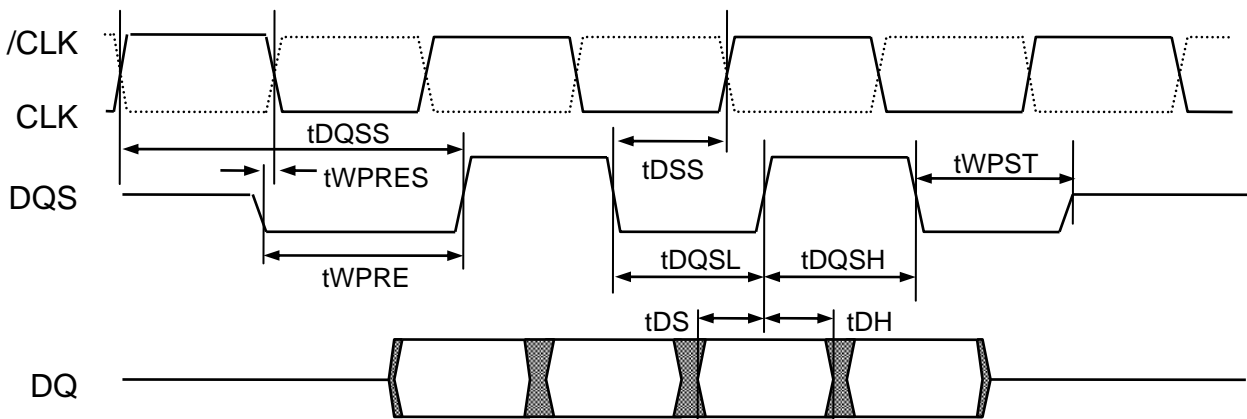 /CLK
CLK
tDQSS
tWPRES
tDSS
tWPST
DQS
tWPRE
tDQSL
tDQSH
tDS
tDH
DQ